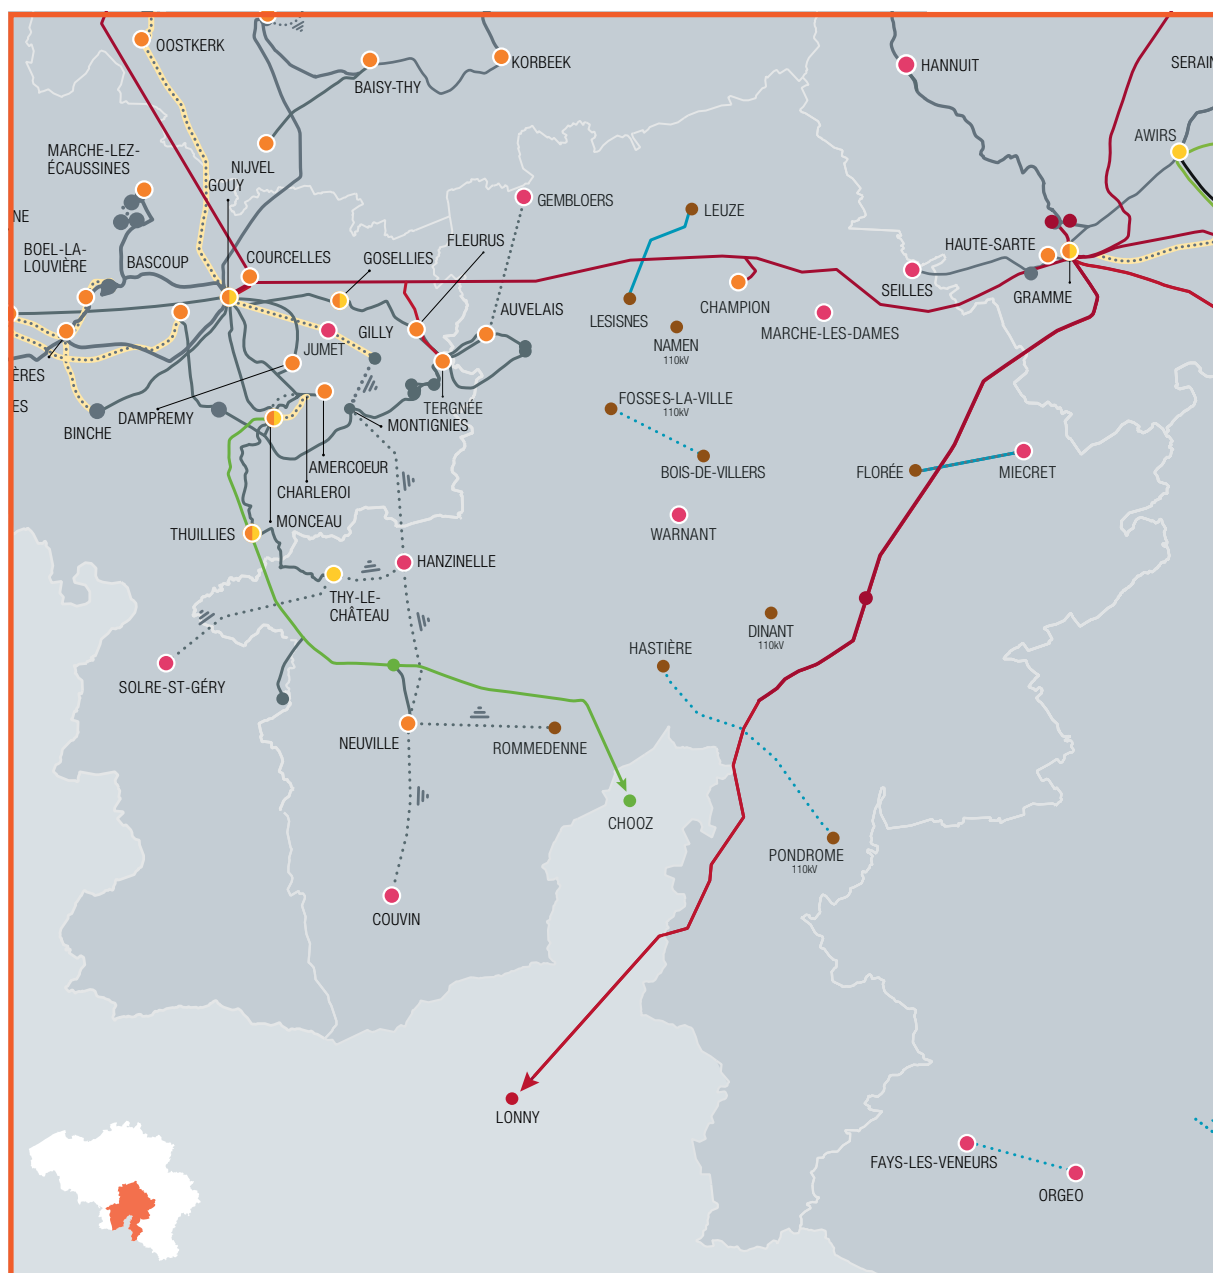 OOSTKERK
BAISY-THY
KORBEEK
HANNUIT
SERAIN
AWIRS
MARCHE-LEZ-
ÉCAUSSINES
NIJVEL
GOUY
GEMBLOERS
LEUZE
NE
BOEL-LA-
LOUVIÈRE
BASCOUP
COURCELLES
GOSELLIES
FLEURUS
HAUTE-SARTE
SEILLES
GRAMME
AUVELAIS
LESISNES
CHAMPION
MARCHE-LES-DAMES
GILLY
JUMET
NAMEN
110kV
ÈRES
ES
BINCHE
DAMPREMY
TERGNÉE
MONTIGNIES
FOSSES-LA-VILLE
110kV
BOIS-DE-VILLERS
FLORÉE
MIECRET
AMERCOEUR
CHARLEROI
MONCEAU
THUILLIES
WARNANT
HANZINELLE
THY-LE-
CHÂTEAU
DINANT
110kV
HASTIÈRE
SOLRE-ST-GÉRY
NEUVILLE
ROMMEDENNE
CHOOZ
PONDROME
110kV
COUVIN
LONNY
FAYS-LES-VENEURS
ORGEO